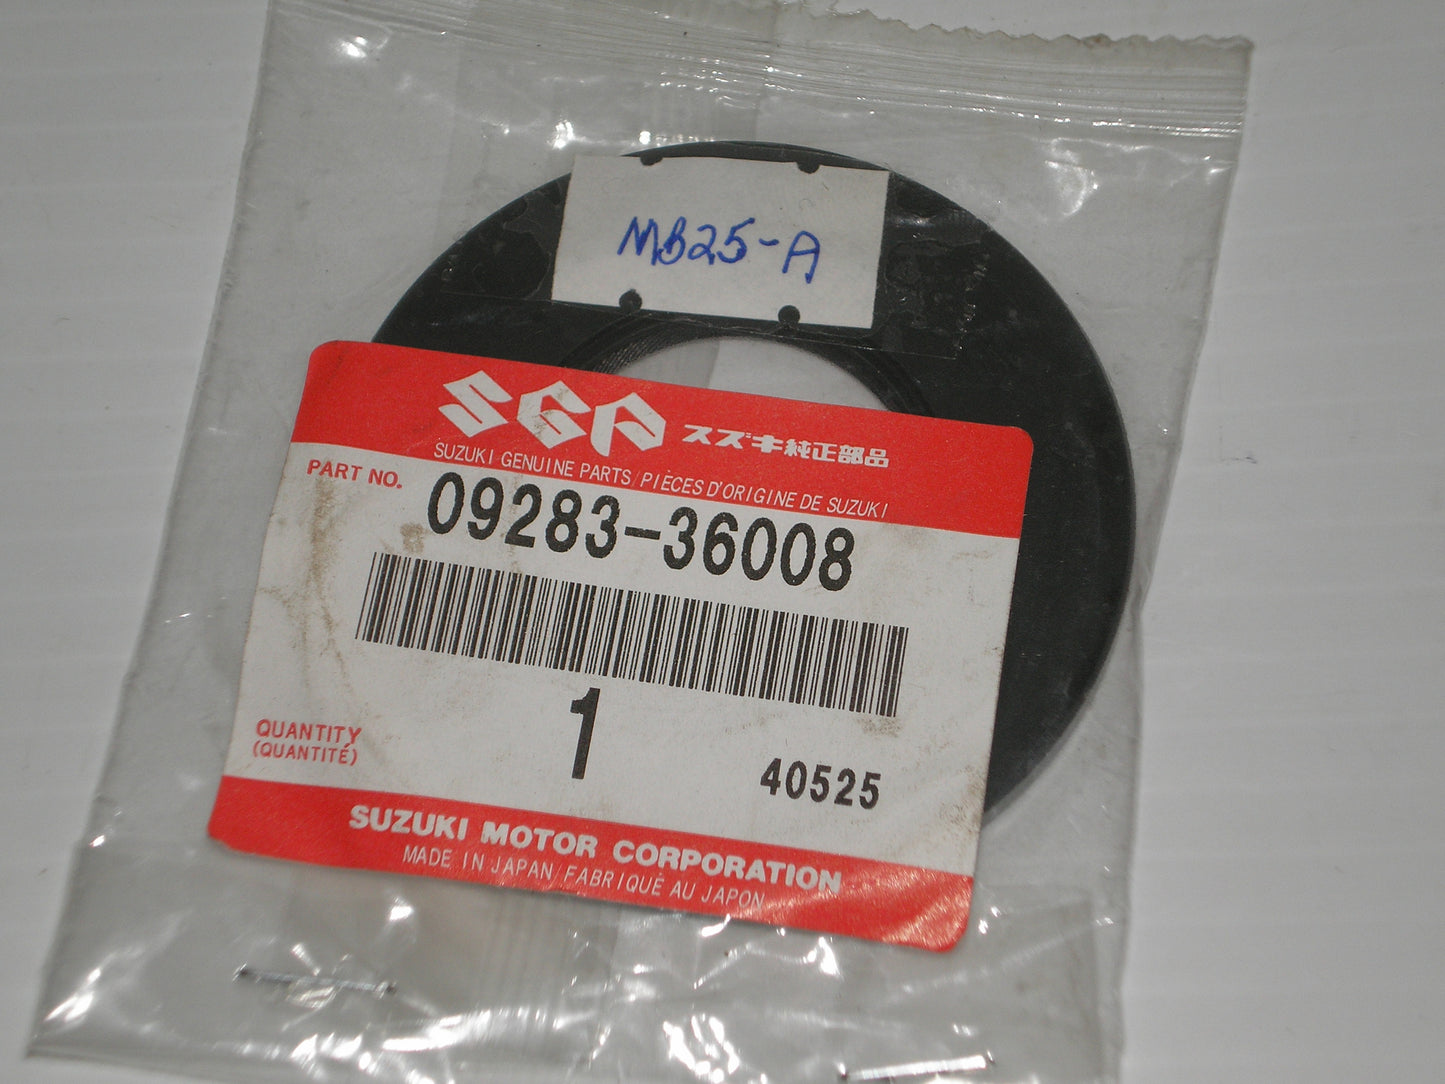 MB25-A
SGP スズキ純正部品
SUZUKI GENUINE PARTS/PIÈCES D'ORIGINE DE SUZUKI
PART NO. 09283-36008
1
QUANTITY
(QUANTITÉ)
40525
SUZUKI MOTOR CORPORATION
MADE IN JAPAN/FABRIQUÉ AU JAPON